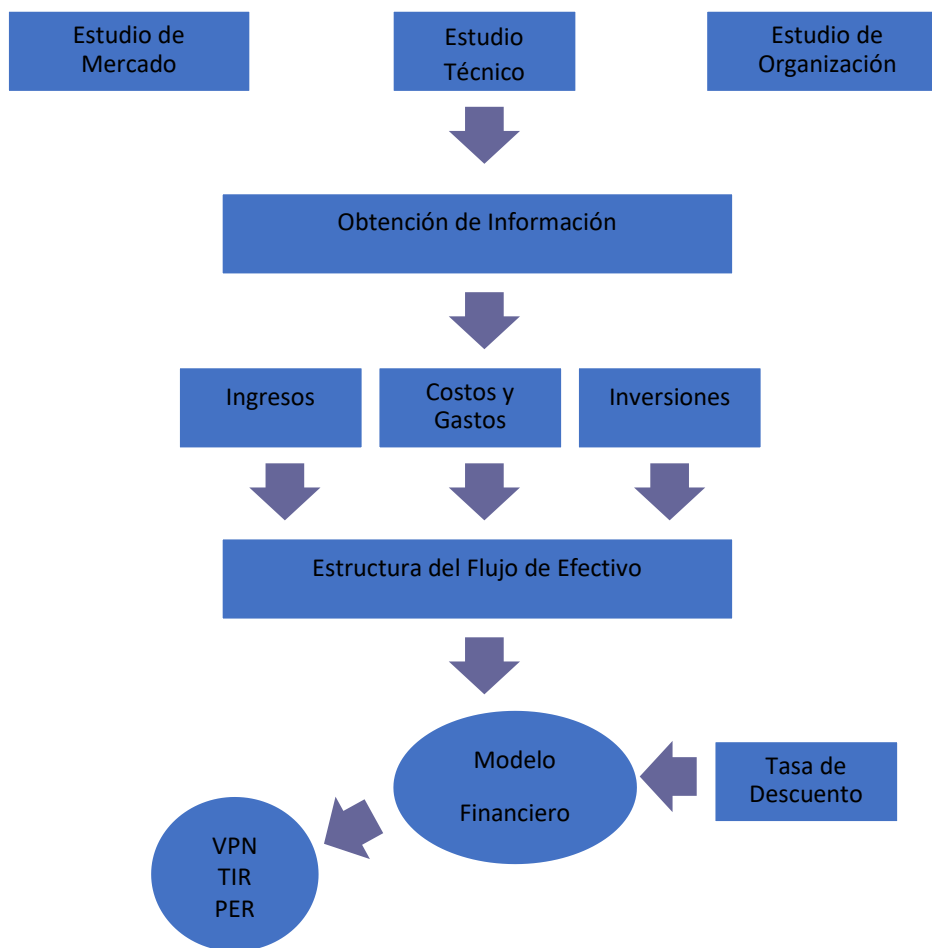 Estudio de
Mercado
Estudio
Técnico
Estudio de
Organización
Obtención de Información
Ingresos
Costos y
Gastos
Inversiones
Estructura del Flujo de Efectivo
Modelo
Financiero
Tasa de
Descuento
VPN
TIR
PER